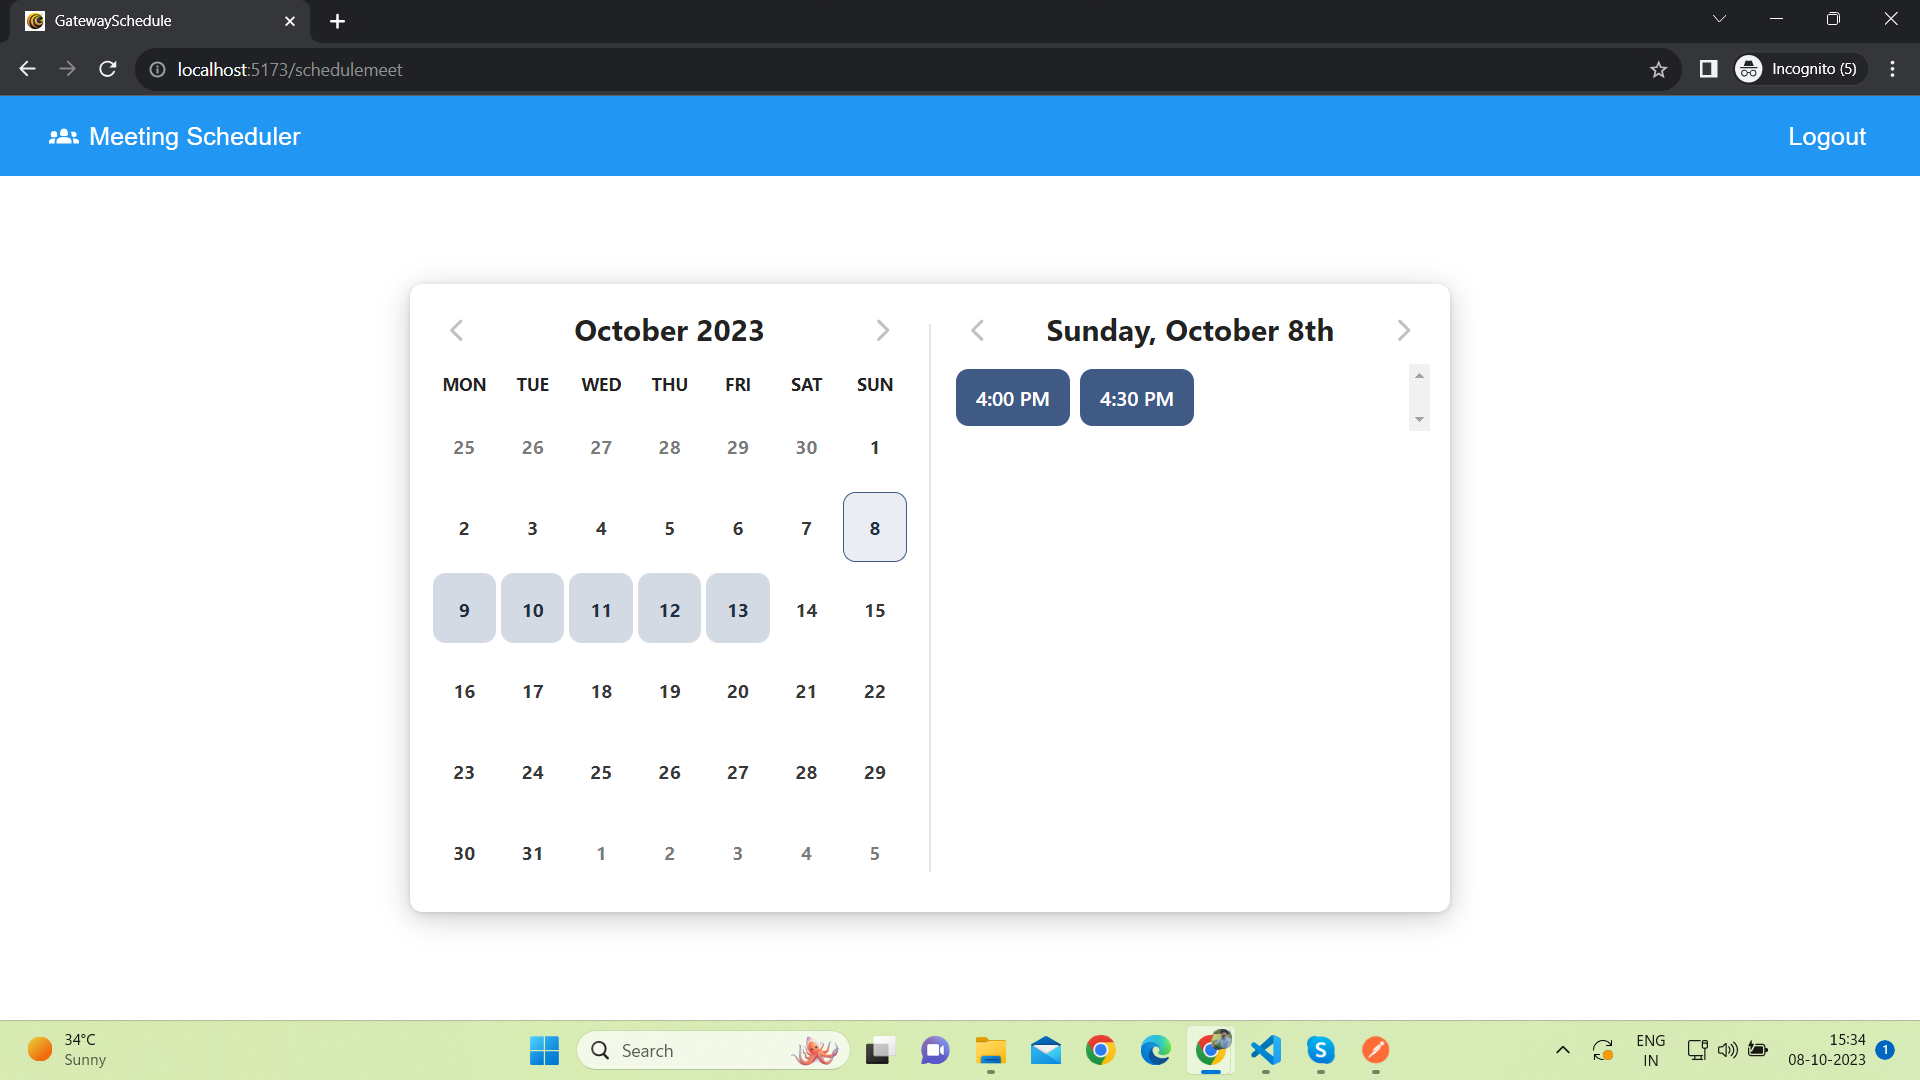 GatewaySchedule
localhost:5173/schedulemeet
Incognito (5)
Meeting Scheduler
Logout
October 2023
MON TUE WED THU FRI SAT SUN
25 26 27 28 29 30 1
2 3 4 5 6 7 8
9 10 11 12 13 14 15
16 17 18 19 20 21 22
23 24 25 26 27 28 29
30 31 1 2 3 4 5
Sunday, October 8th
4:00 PM 4:30 PM
34°C
Sunny
Search
ENG
IN
15:34
08-10-2023
1